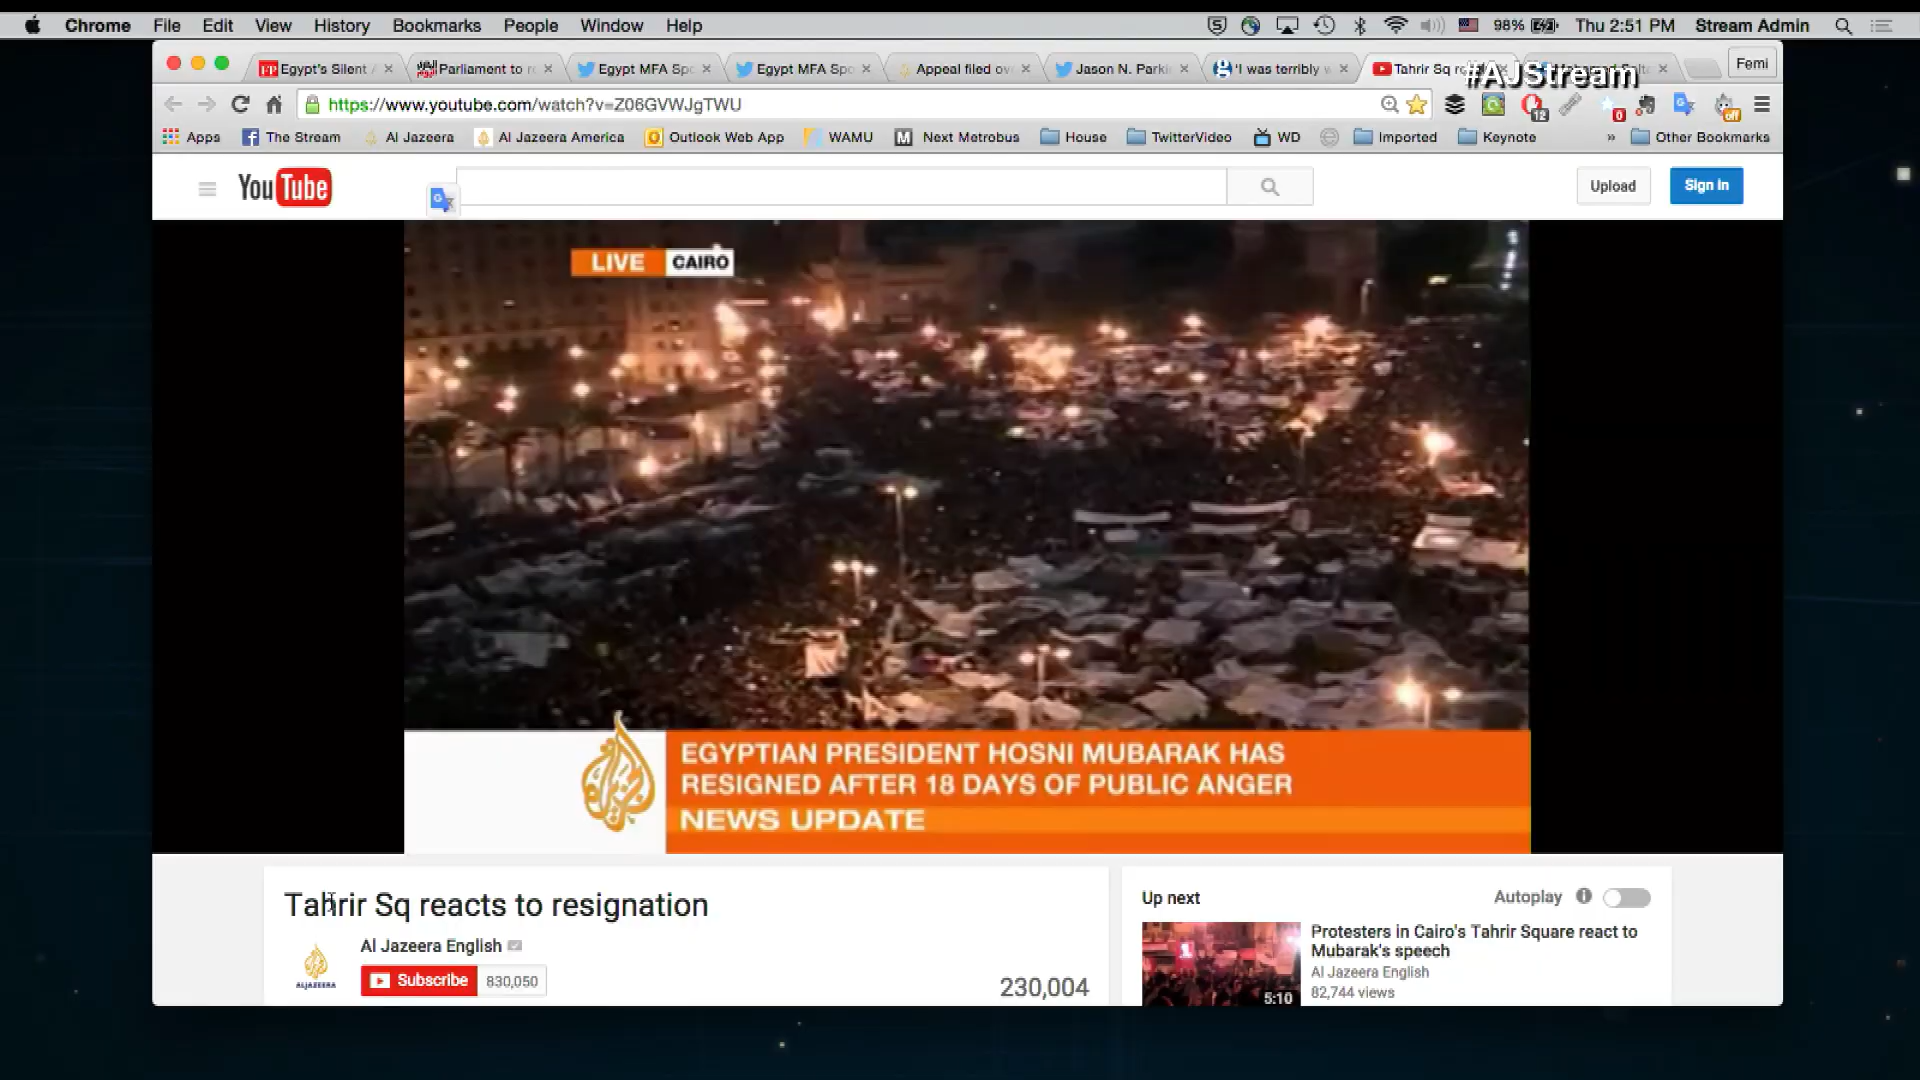 Chrome File Edit View History Bookmarks People Window Help 98% Thu 2:51 PM Stream Admin
Egypt's Silent Parliament to Egypt MFA Spo Egypt MFA Spo Appeal filed ov Jason N. Parki 'I was terribly w Tahrir Sq Femi
#AJStream
https://www.youtube.com/watch?v=Z06GVWJgTWU 12 0 off
Apps The Stream Al Jazeera Al Jazeera America Outlook Web App WAMU Next Metrobus House TwitterVideo WD Imported Keynote » Other Bookmarks
YouTube Upload Sign in
LIVE CAIRO
EGYPTIAN PRESIDENT HOSNI MUBARAK HAS
RESIGNED AFTER 18 DAYS OF PUBLIC ANGER
NEWS UPDATE
Tahrir Sq reacts to resignation
Al Jazeera English
ALJAZEERA
Subscribe 830,050
230,004
Up next Autoplay
Protesters in Cairo's Tahrir Square react to
Mubarak's speech
Al Jazeera English
82,744 views
5:10